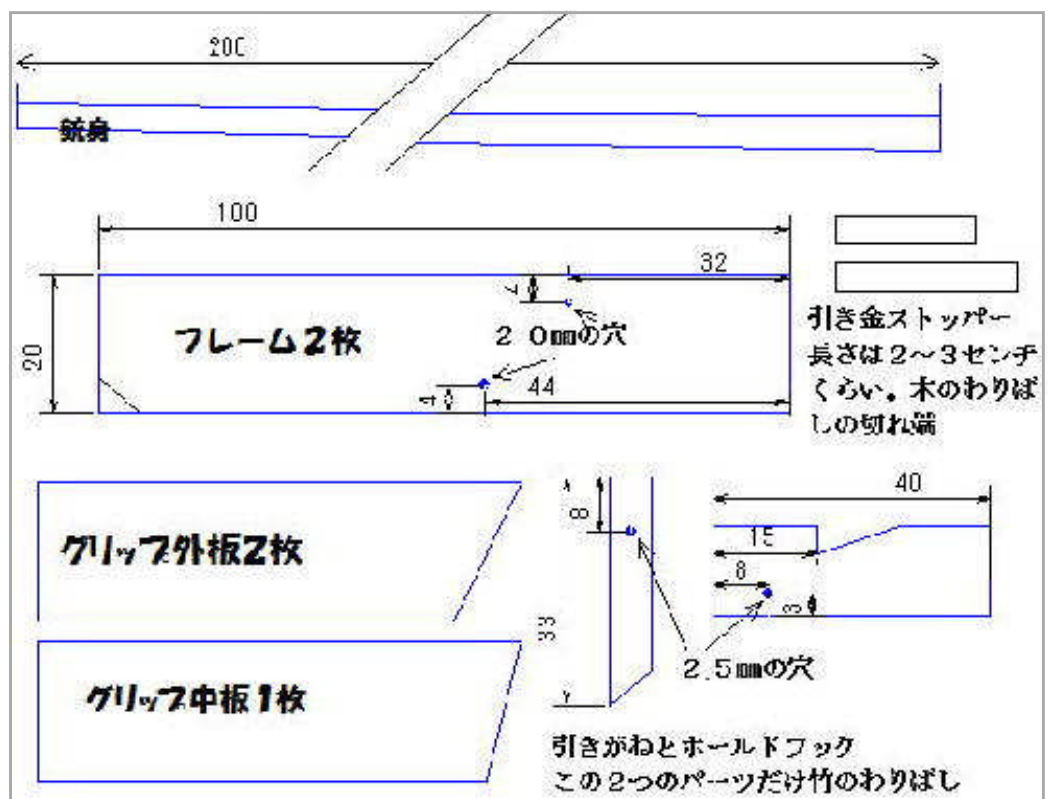 200
銃身
100
32
7
フレーム2枚
2.0㎜の穴
20
4
44
引き金ストッパー
長さは2～3センチ
くらい。木のわりば
しの切れ端
グリップ外板2枚
8
33
40
15
8
3
2.5㎜の穴
グリップ中板1枚
引きがねとホールドフック
この2つのパーツだけ竹のわりばし